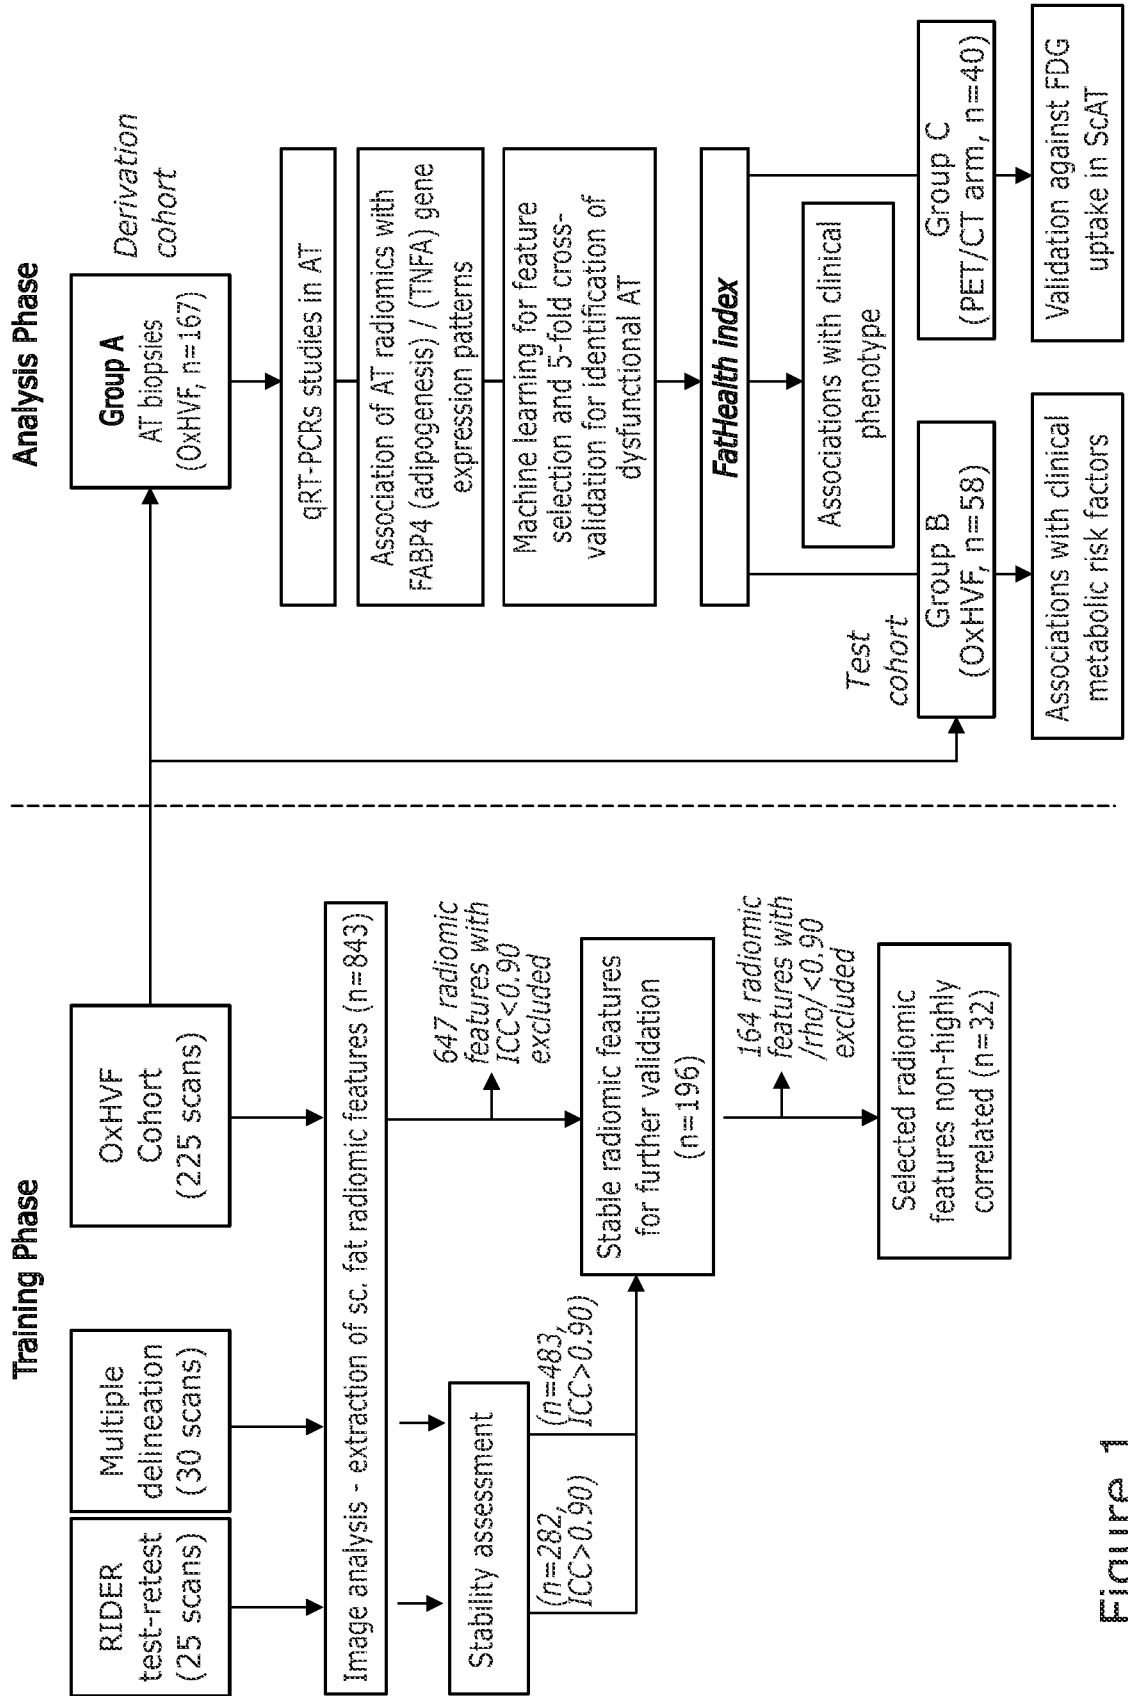 Training Phase
RIDER
test-retest
(25 scans)
Multiple
delineation
(30 scans)
OxHVF
Cohort
(225 scans)
Image analysis - extraction of sc. fat radiomic features (n=843)
Stability assessment
(n=282,
ICC>0.90)
(n=483,
ICC>0.90)
647 radiomic
features with
ICC<0.90
excluded
Stable radiomic features
for further validation
(n=196)
164 radiomic
features with
/rho/<0.90
excluded
Selected radiomic
features non-highly
correlated (n=32)
Analysis Phase
Group A
AT biopsies
(OxHVF, n=167)
Derivation
cohort
qRT-PCRs studies in AT
Association of AT radiomics with
FABP4 (adipogenesis) / (TNFA) gene
expression patterns
Machine learning for feature
selection and 5-fold cross-
validation for identification of
dysfunctional AT
FatHealth index
Associations with clinical
phenotype
Test
cohort
Group B
(OxHVF, n=58)
Group C
(PET/CT arm, n=40)
Associations with clinical
metabolic risk factors
Validation against FDG
uptake in ScAT
Figure 1